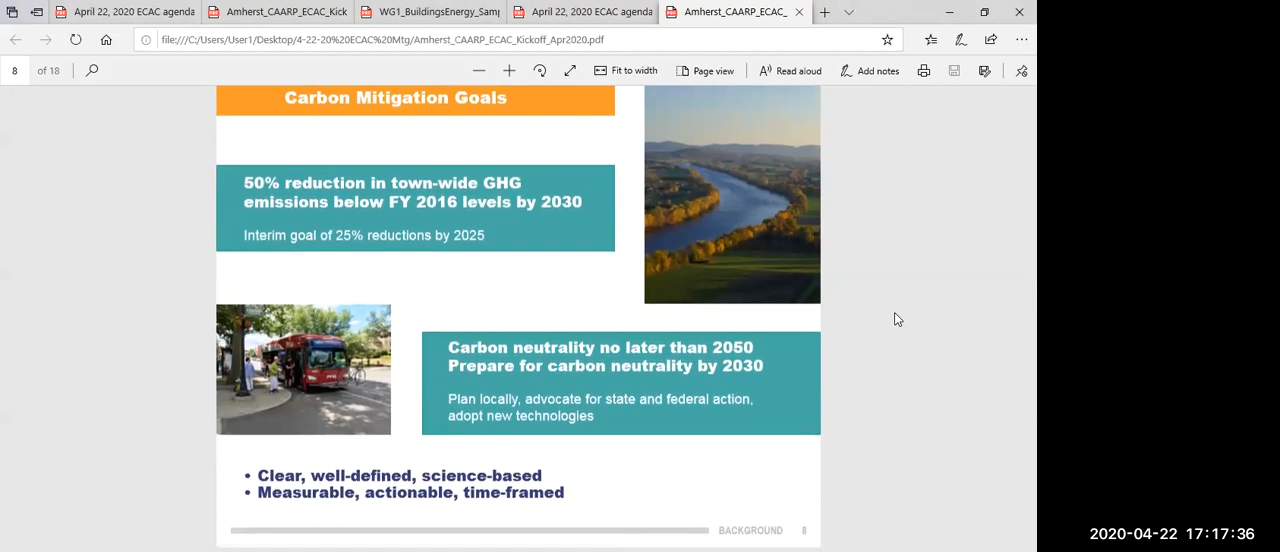 April 22, 2020 ECAC agenda
Amherst_CAARP_ECAC_Kick
WG1_BuildingsEnergy_Sam
April 22, 2020 ECAC agenda
Amherst_CAARP_ECAC_
file:///C:/Users/User1/Desktop/4-22-20%20ECAC%20Mtg/Amherst_CAARP_ECAC_Kickoff_Apr2020.pdf
8 of 18
Fit to width
Page view
Read aloud
Add notes
Carbon Mitigation Goals
50% reduction in town-wide GHG
emissions below FY 2016 levels by 2030
Interim goal of 25% reductions by 2025
Carbon neutrality no later than 2050
Prepare for carbon neutrality by 2030
Plan locally, advocate for state and federal action,
adopt new technologies
• Clear, well-defined, science-based
• Measurable, actionable, time-framed
BACKGROUND 8
2020-04-22 17:17:36